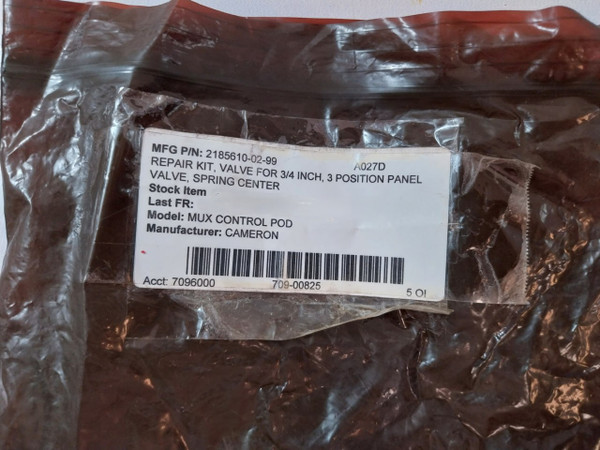 MFG P/N: 2185610-02-99 A027D
REPAIR KIT, VALVE FOR 3/4 INCH, 3 POSITION PANEL
VALVE, SPRING CENTER
Stock Item
Last FR:
Model: MUX CONTROL POD
Manufacturer: CAMERON
Acct: 7096000 709-00825 5 OI